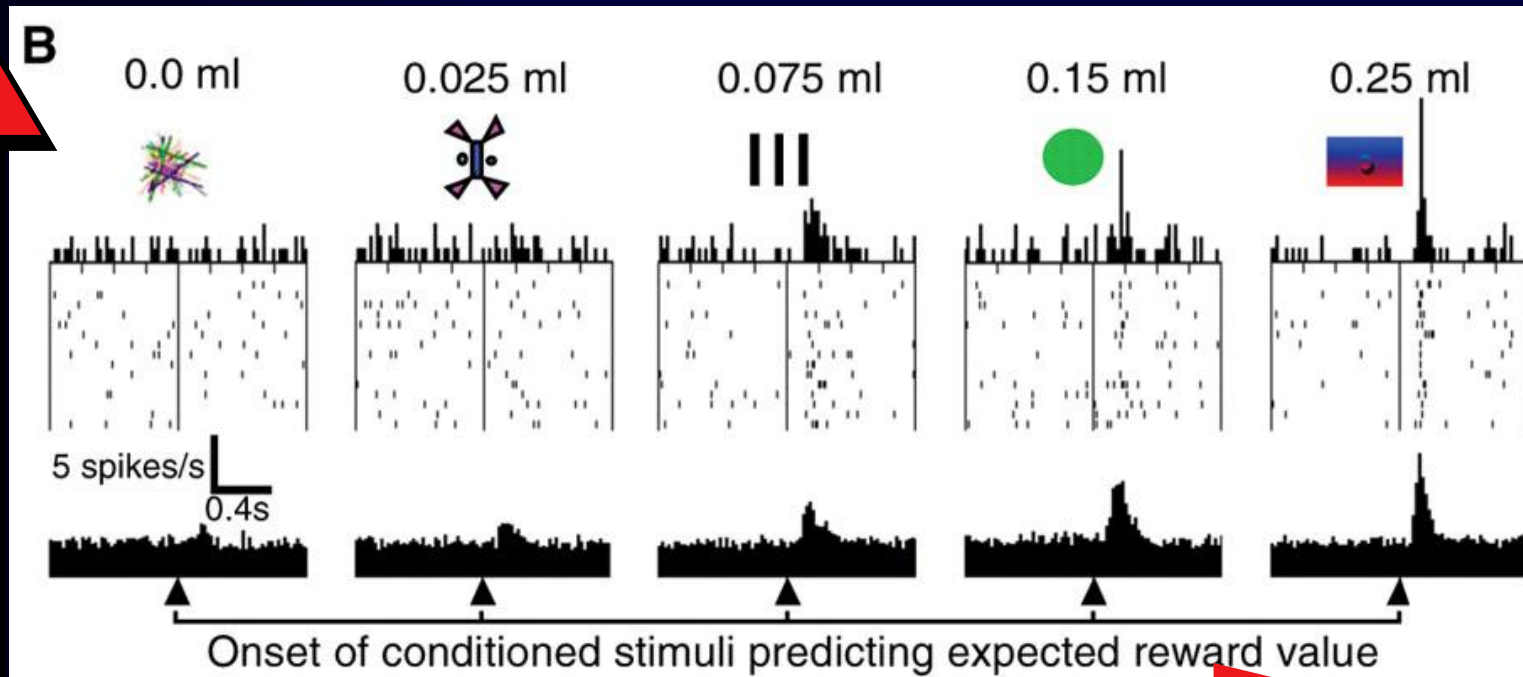 B
0.0 ml 0.025 ml 0.075 ml 0.15 ml 0.25 ml
5 spikes/s
0.4s
Onset of conditioned stimuli predicting expected reward value